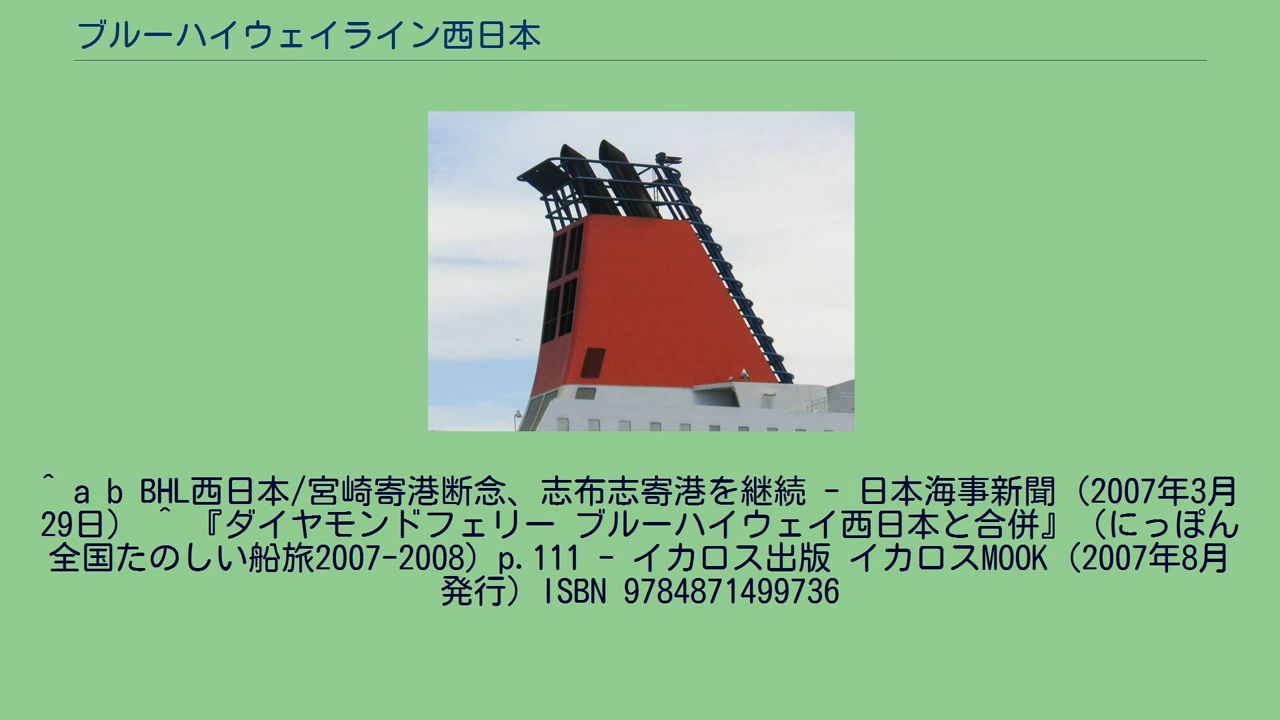 ブルーハイウェイライン西日本
^ a b BHL西日本/宮崎寄港断念、志布志寄港を継続 - 日本海事新聞（2007年3月
29日） ^ 『ダイヤモンドフェリー ブルーハイウェイ西日本と合併』（にっぽん
全国たのしい船旅2007-2008）p.111 - イカロス出版 イカロスMOOK（2007年8月
発行）ISBN 9784871499736